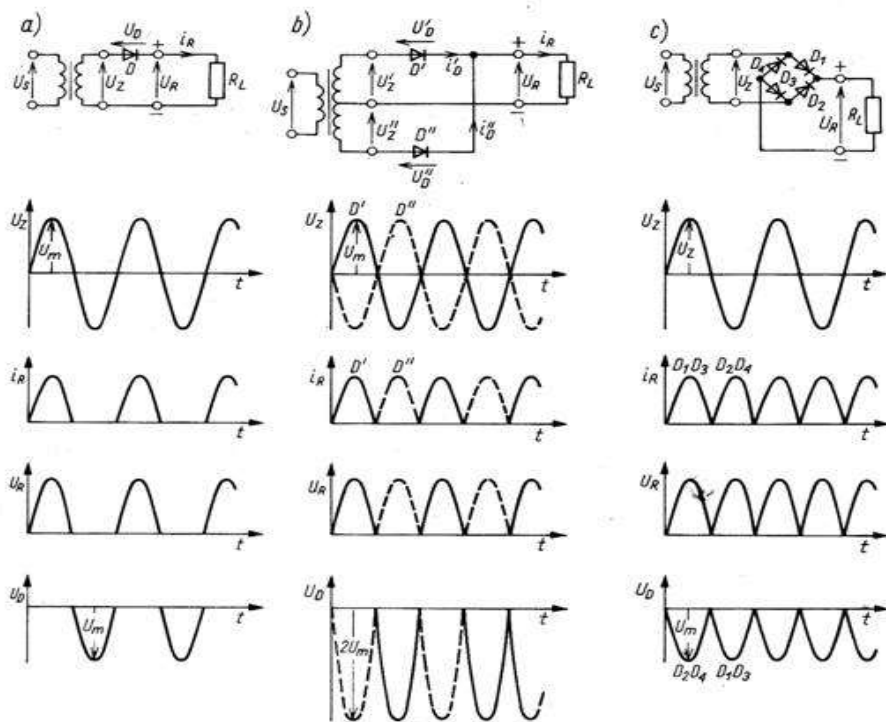 a)
U_D
D
+
i_R
U_S
U_Z
U_R
R_L
−
b)
U'_D
D'
i'_D
+
i_R
U_S
U'_Z
U''_Z
D''
U''_D
i''_D
U_R
R_L
−
c)
D_4
D_1
D_3
D_2
+
U_S
U_Z
U_R
R_L
−
U_Z
U_m
t
U_Z
D'
D''
U_m
t
U_Z
U_Z
t
i_R
t
i_R
D'
D''
t
i_R
D_1D_3
D_2D_4
t
U_R
t
U_R
t
U_R
t
U_D
U_m
t
U_D
2U_m
t
U_D
U_m
t
D_2D_4
D_1D_3